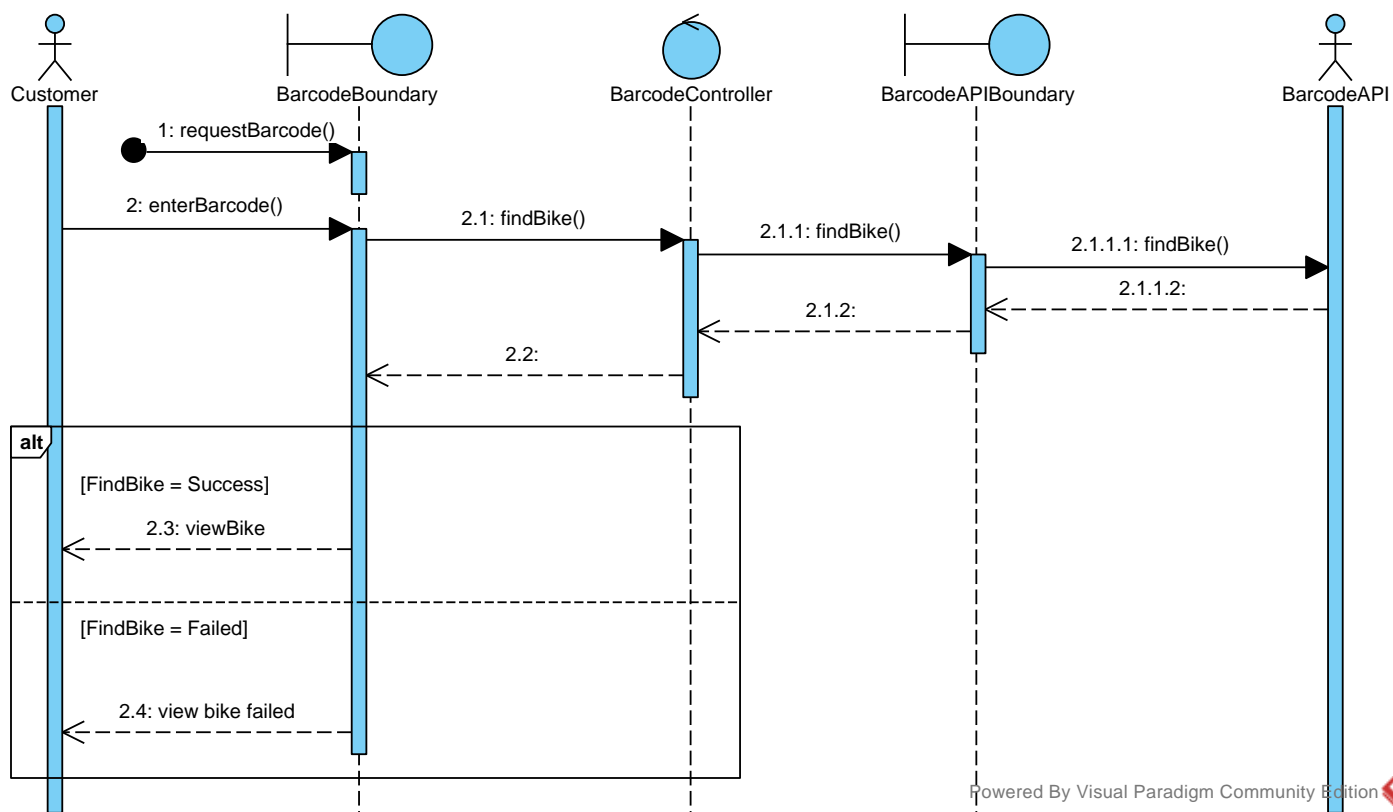 Customer
BarcodeBoundary
BarcodeController
BarcodeAPIBoundary
BarcodeAPI
1: requestBarcode()
2: enterBarcode()
2.1: findBike()
2.1.1: findBike()
2.1.1.1: findBike()
2.1.1.2:
2.1.2:
2.2:
alt
[FindBike = Success]
2.3: viewBike
[FindBike = Failed]
2.4: view bike failed
Powered By Visual Paradigm Community Edition